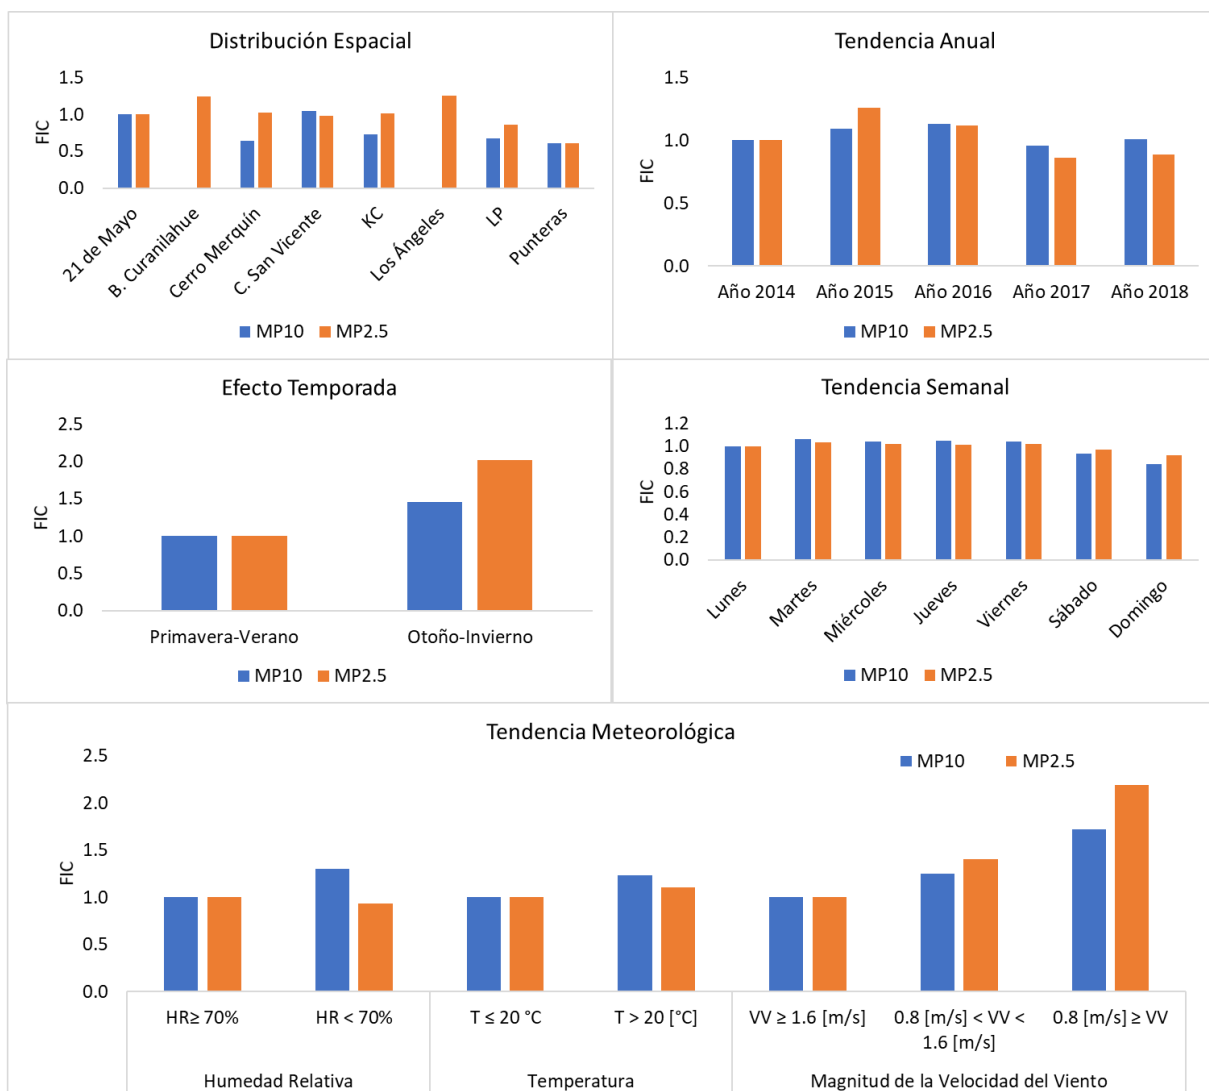 Distribución Espacial
FIC
1.5
1.0
0.5
0.0
21 de Mayo
B. Curanilahue
Cerro Merquín
C. San Vicente
KC
Los Ángeles
LP
Punteras
MP10 MP2.5
Tendencia Anual
FIC
1.5
1.0
0.5
0.0
Año 2014 Año 2015 Año 2016 Año 2017 Año 2018
MP10 MP2.5
Efecto Temporada
FIC
2.5
2.0
1.5
1.0
0.5
0.0
Primavera-Verano Otoño-Invierno
MP10 MP2.5
Tendencia Semanal
FIC
1.2
1.0
0.8
0.6
0.4
0.2
0.0
Lunes
Martes
Miércoles
Jueves
Viernes
Sábado
Domingo
MP10 MP2.5
Tendencia Meteorológica
MP10 MP2.5
FIC
2.5
2.0
1.5
1.0
0.5
0.0
HR≥ 70% HR < 70% T ≤ 20 °C T > 20 [°C] VV ≥ 1.6 [m/s] 0.8 [m/s] < VV < 0.8 [m/s] ≥ VV
1.6 [m/s]
Humedad Relativa Temperatura Magnitud de la Velocidad del Viento